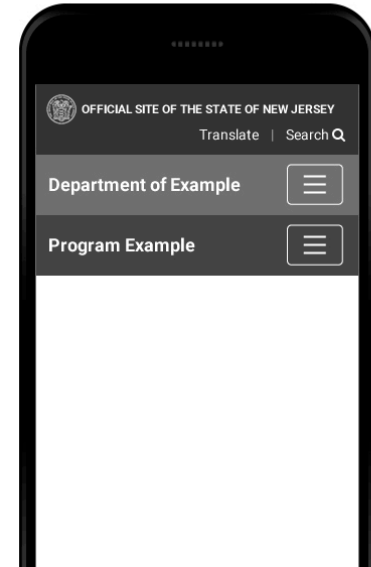 OFFICIAL SITE OF THE STATE OF NEW JERSEY
Translate | Search
Department of Example
Program Example